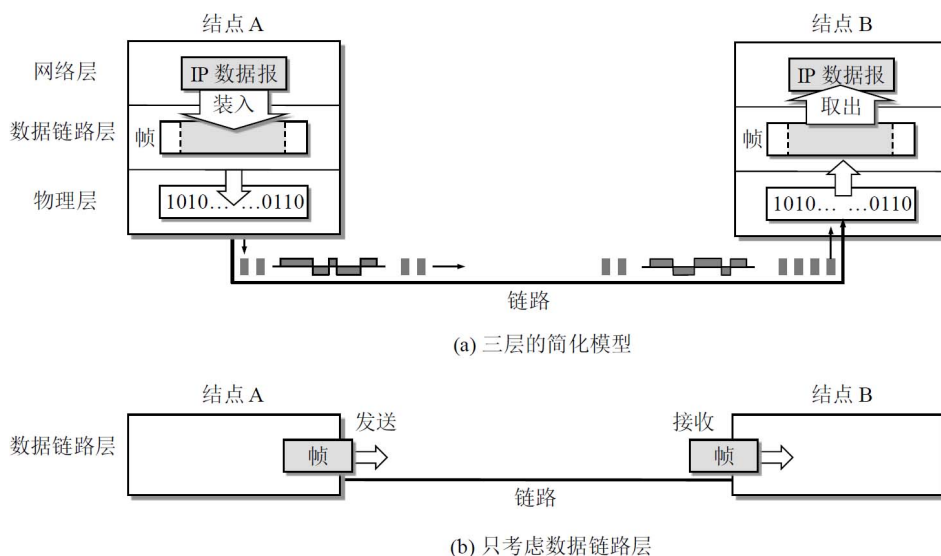 结点 A 结点 B
网络层 IP 数据报 IP 数据报
装入 取出
数据链路层 帧 帧
物理层 1010… …0110 1010… …0110
链路
(a) 三层的简化模型
结点 A 结点 B
发送 接收
数据链路层 帧 帧
链路
(b) 只考虑数据链路层